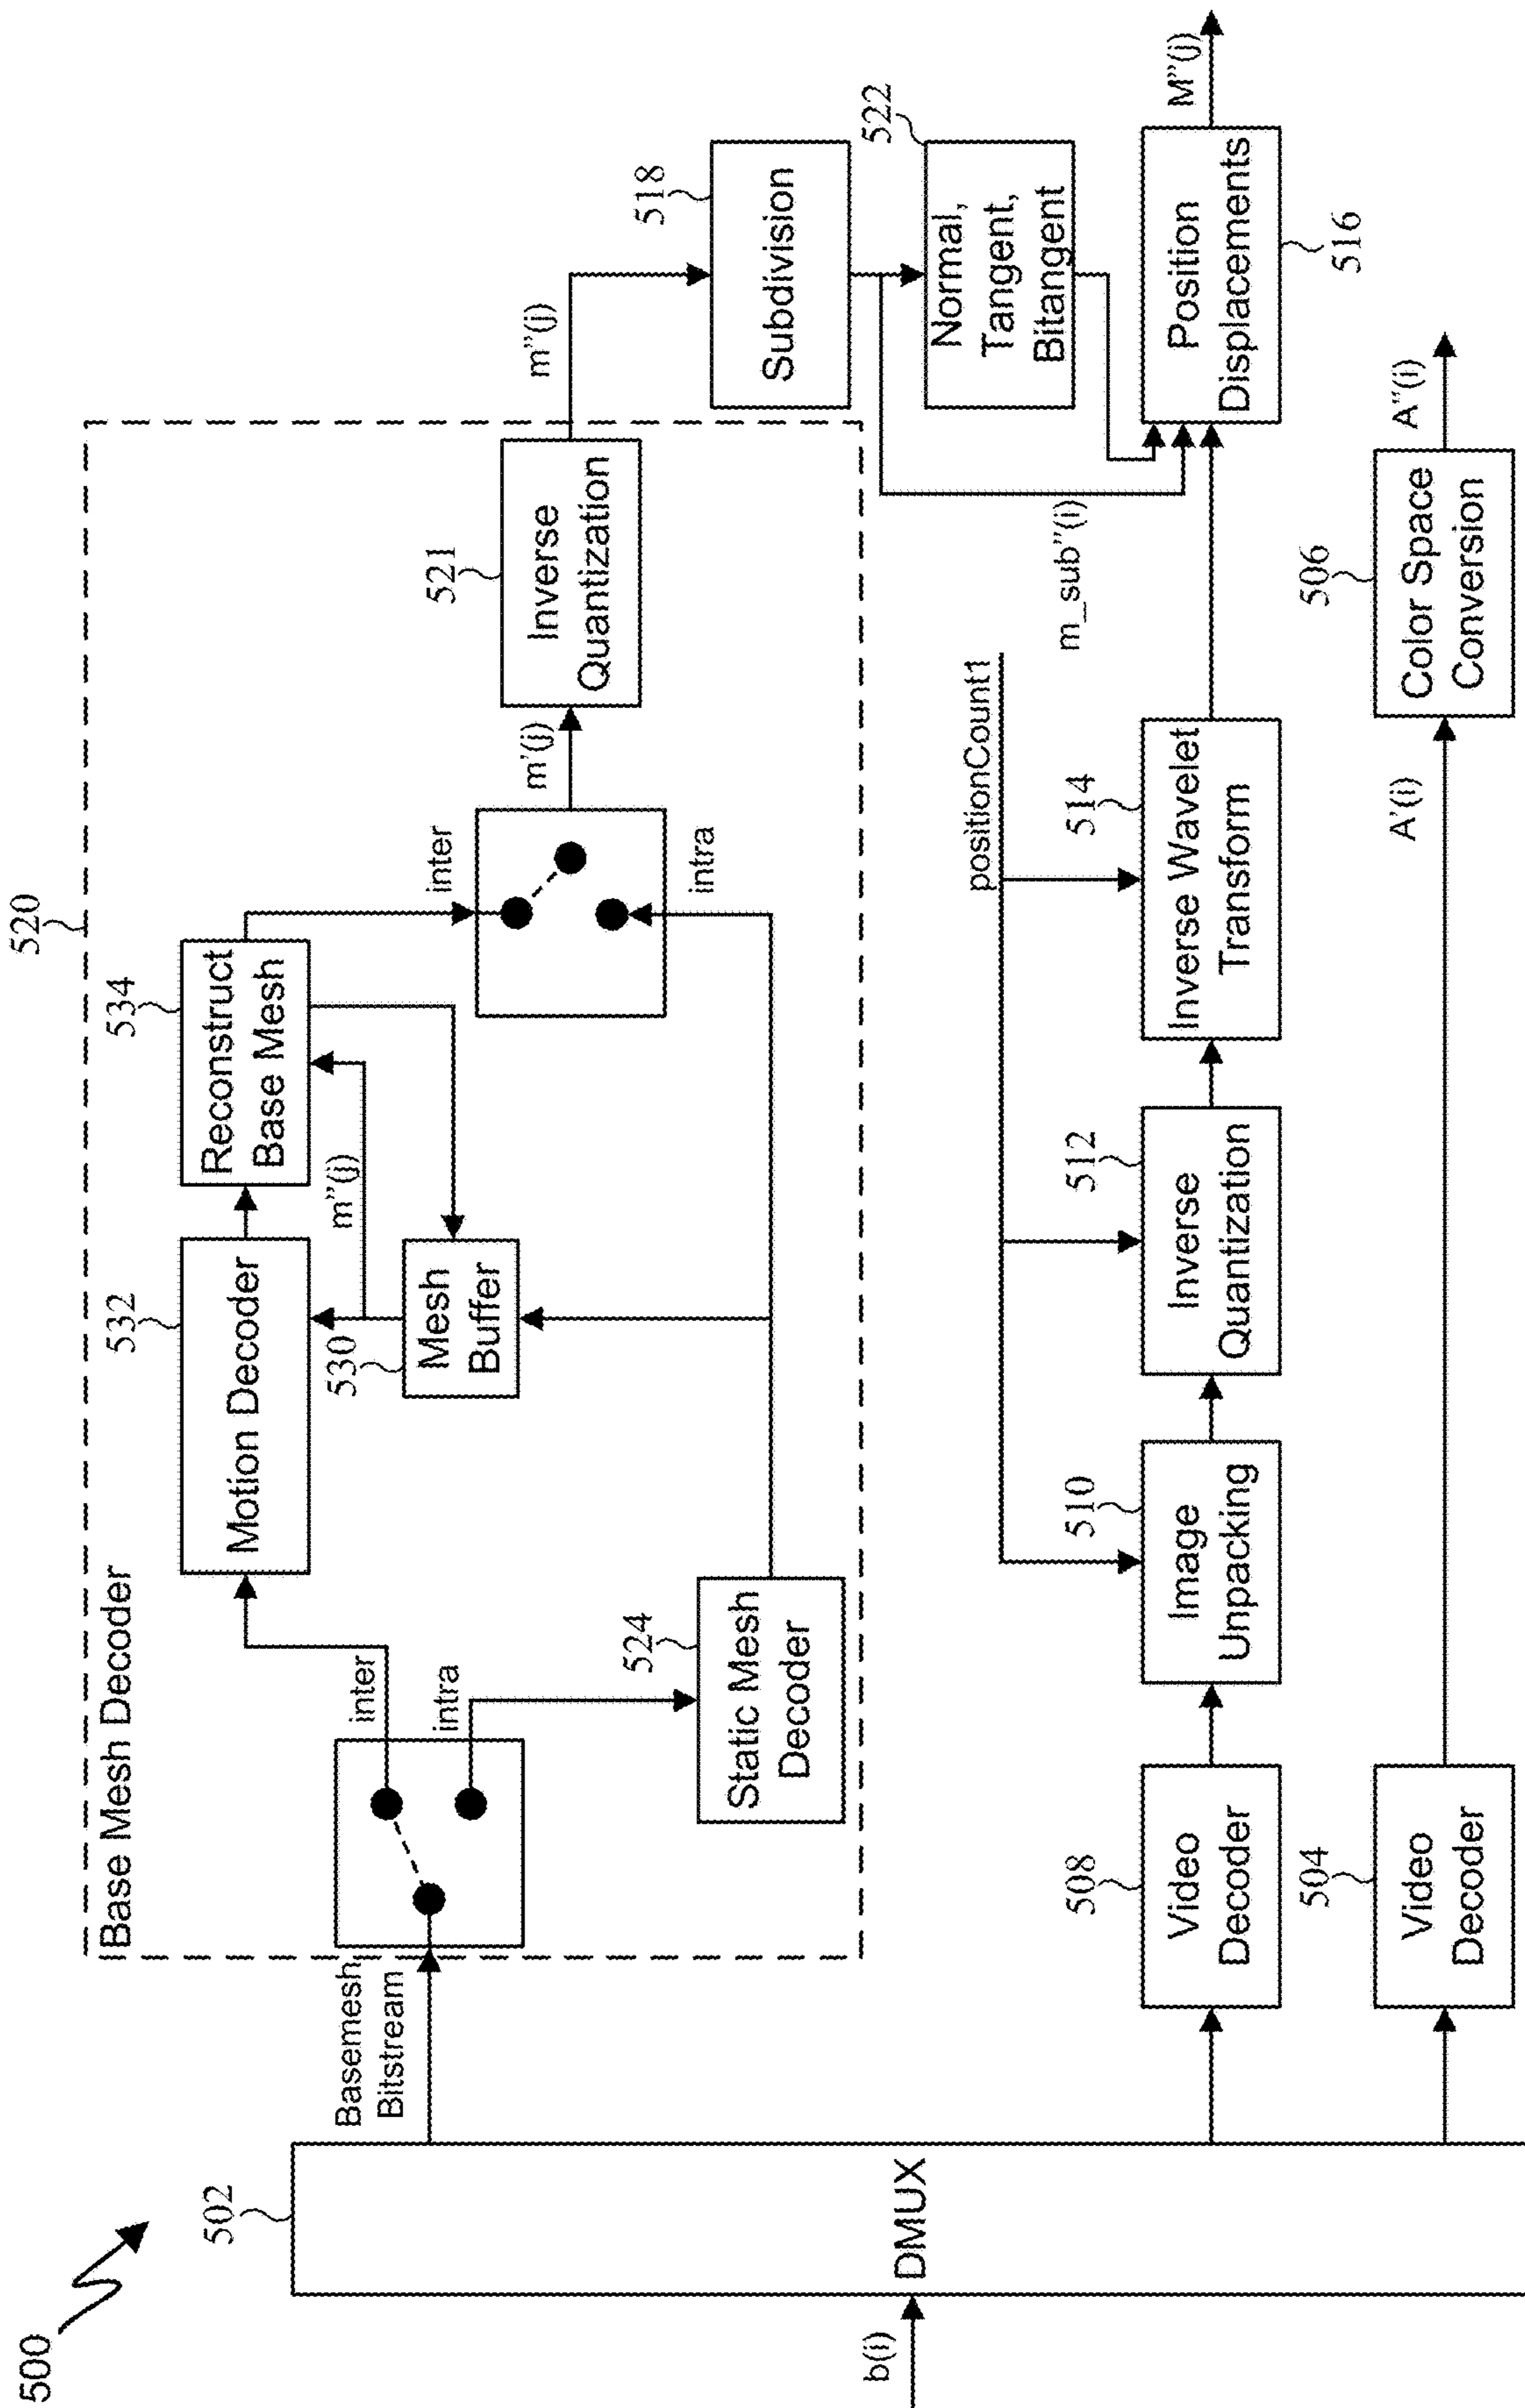 500
520
Base Mesh Decoder
532
Motion Decoder
534
Reconstruct
Base Mesh
m”(j)
530
Mesh
Buffer
inter
intra
Basemesh
Bitstream
524
Static Mesh
Decoder
inter
intra
m’(j)
521
Inverse
Quantization
m”(j)
518
Subdivision
522
Normal,
Tangent,
Bitangent
m_sub”(i)
positionCount1
502
DMUX
b(i)
508
Video
Decoder
510
Image
Unpacking
512
Inverse
Quantization
514
Inverse Wavelet
Transform
Position
Displacements
516
M”(j)
504
Video
Decoder
A’(i)
506
Color Space
Conversion
A”(i)